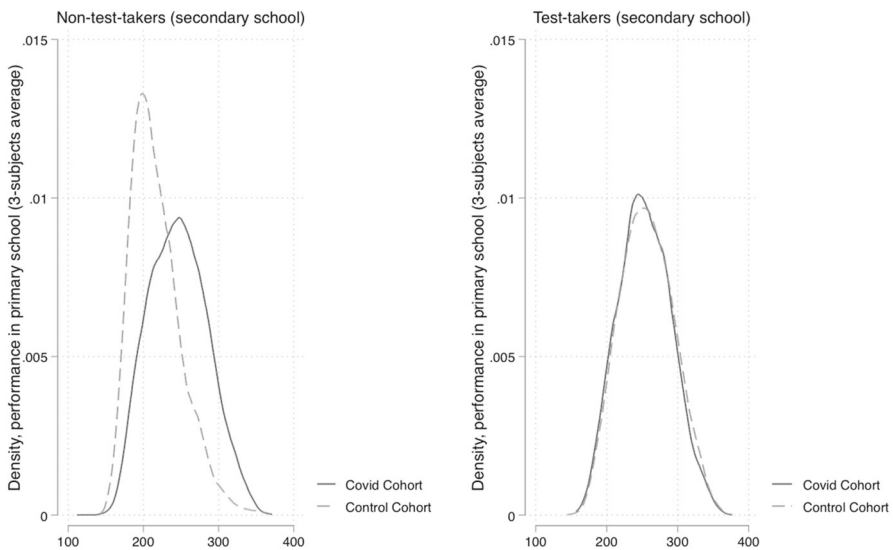 Non-test-takers (secondary school)
Density, performance in primary school (3-subjects average)
.015
.01
.005
0
100 200 300 400
Covid Cohort
Control Cohort
Test-takers (secondary school)
Density, performance in primary school (3-subjects average)
.015
.01
.005
0
100 200 300 400
Covid Cohort
Control Cohort